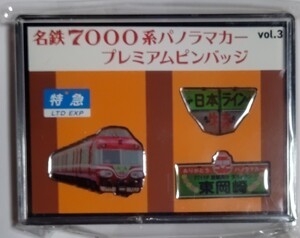 名鉄7000系パノラマカー vol.3
プレミアムピンバッジ
特急
LTD EXP
日本ライン
東岡崎